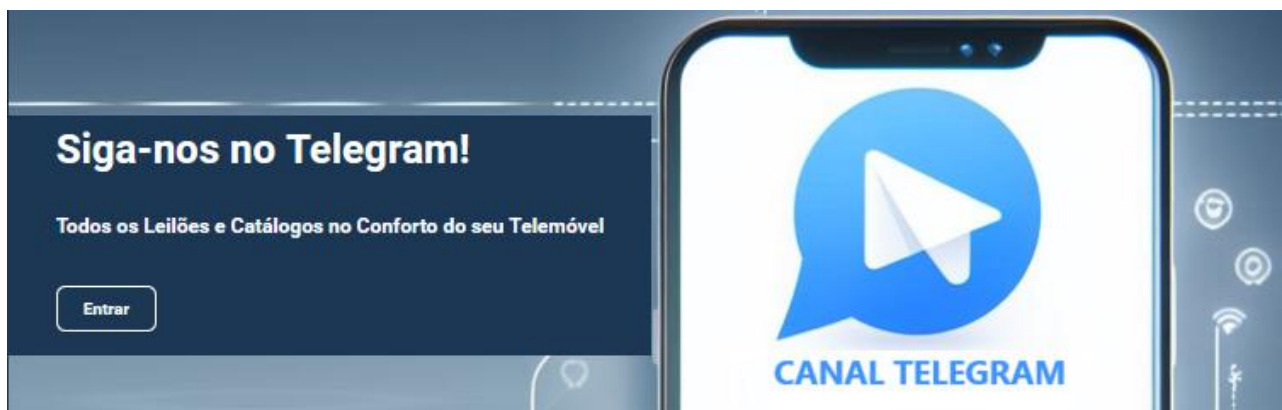 Siga-nos no Telegram!
Todos os Leilões e Catálogos no Conforto do seu Telemóvel
Entrar
CANAL TELEGRAM